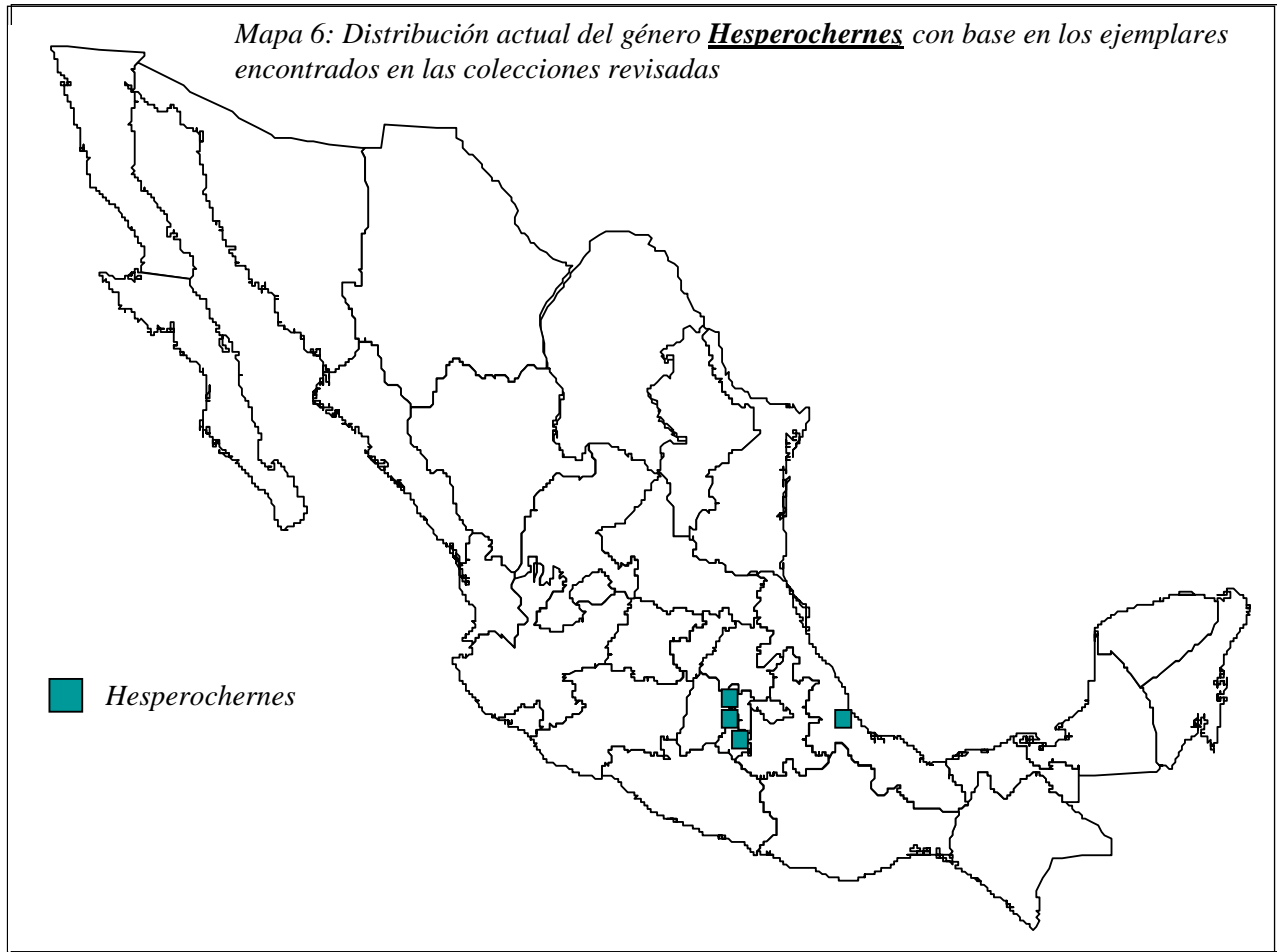 Mapa 6: Distribución actual del género Hesperochernes con base en los ejemplares
encontrados en las colecciones revisadas
Hesperochernes